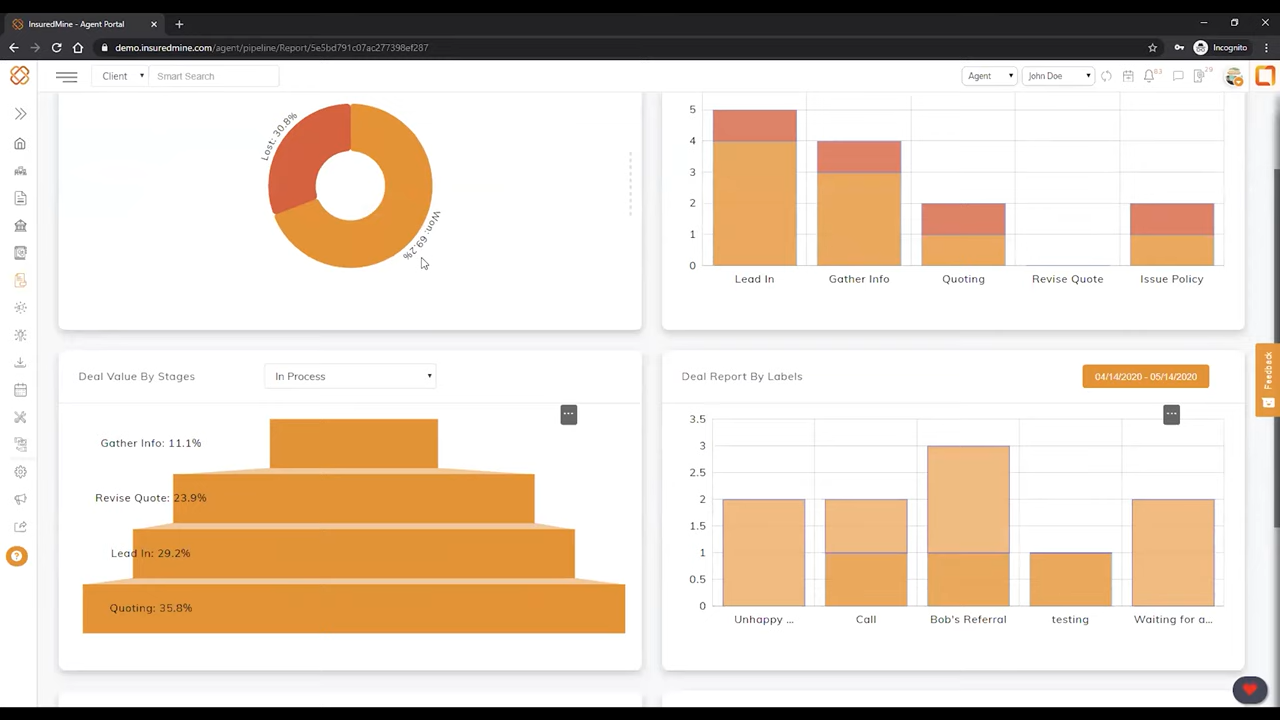 InsuredMine - Agent Portal
demo.insuredmine.com/agent/pipeline/Report/5e5bd791c07ac277398ef287
Incognito
Client
Smart Search
Agent
John Doe
83
29
Lost: 30.8%
Won: 69.2%
5
4
3
2
1
0
Lead In
Gather Info
Quoting
Revise Quote
Issue Policy
Deal Value By Stages
In Process
Gather Info: 11.1%
Revise Quote: 23.9%
Lead In: 29.2%
Quoting: 35.8%
Deal Report By Labels
04/14/2020 - 05/14/2020
3.5
3
2.5
2
1.5
1
0.5
0
Unhappy ...
Call
Bob's Referral
testing
Waiting for a...
Feedback